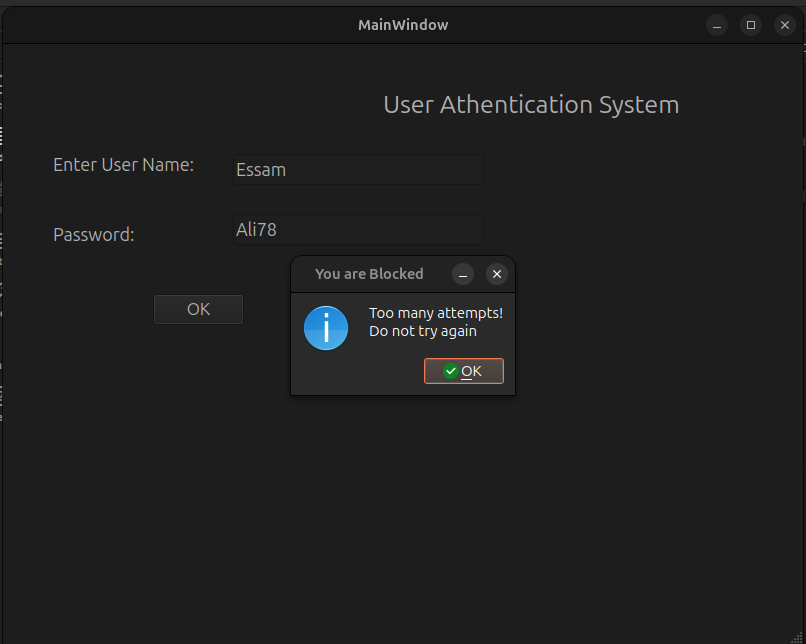 MainWindow
User Athentication System
Enter User Name:
Essam
Password:
Ali78
You are Blocked
OK
Too many attempts!
Do not try again
OK